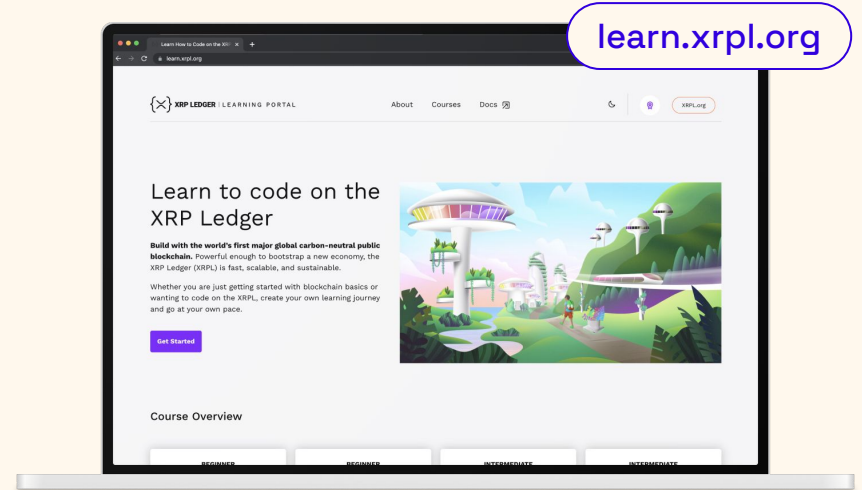 learn.xrpl.org
Learn How to Code on the XRP
learn.xrpl.org
XRP LEDGER | LEARNING PORTAL
About Courses Docs
XRPL.org
Learn to code on the
XRP Ledger
Build with the world's first major global carbon-neutral public
blockchain. Powerful enough to bootstrap a new economy, the
XRP Ledger (XRPL) is fast, scalable, and sustainable.
Whether you are just getting started with blockchain basics or
wanting to code on the XRPL, create your own learning journey
and go at your own pace.
Get Started
Course Overview
BEGINNER BEGINNER INTERMEDIATE INTERMEDIATE